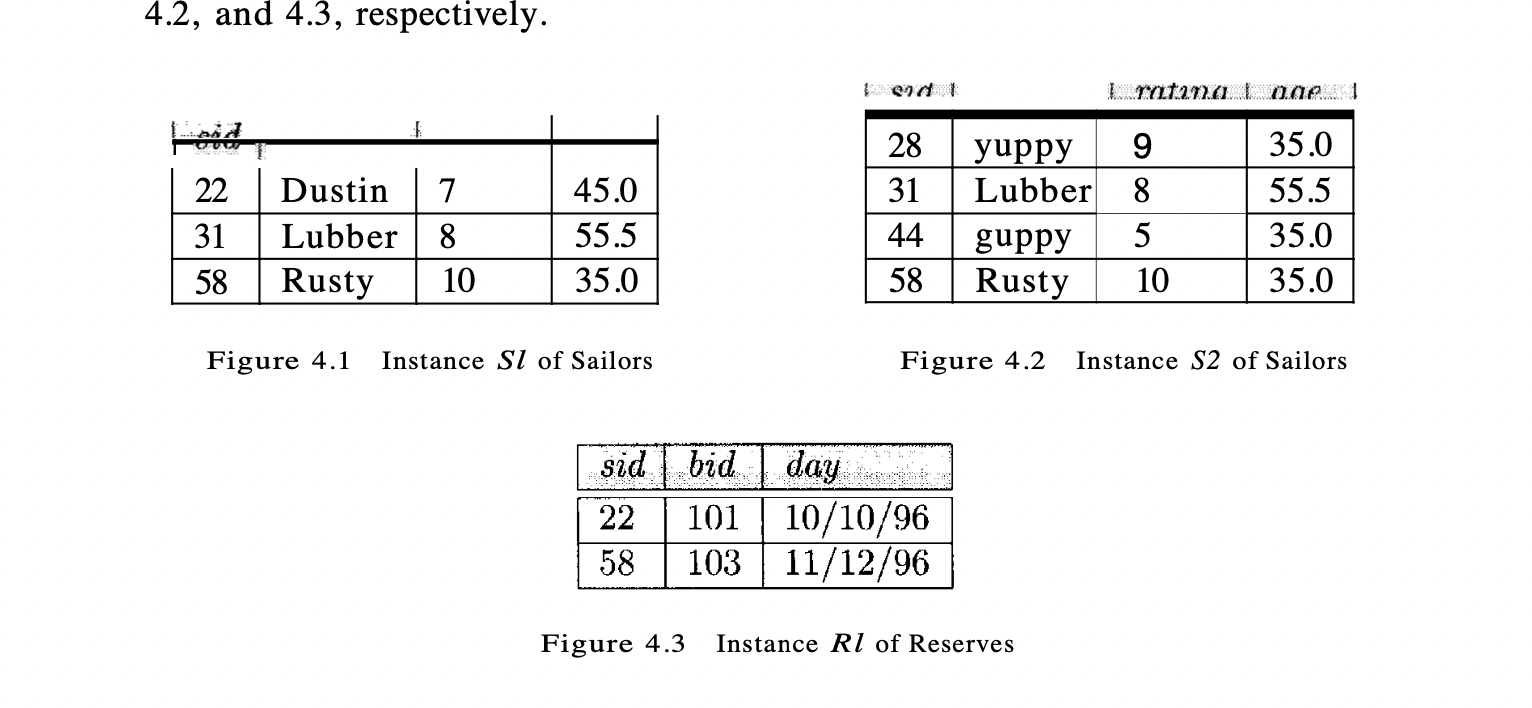 4.2, and 4.3, respectively.
sid
22 Dustin 7 45.0
31 Lubber 8 55.5
58 Rusty 10 35.0
Figure 4.1 Instance Sl of Sailors
sid rating age
28 yuppy 9 35.0
31 Lubber 8 55.5
44 guppy 5 35.0
58 Rusty 10 35.0
Figure 4.2 Instance S2 of Sailors
sid bid day
22 101 10/10/96
58 103 11/12/96
Figure 4.3 Instance Rl of Reserves